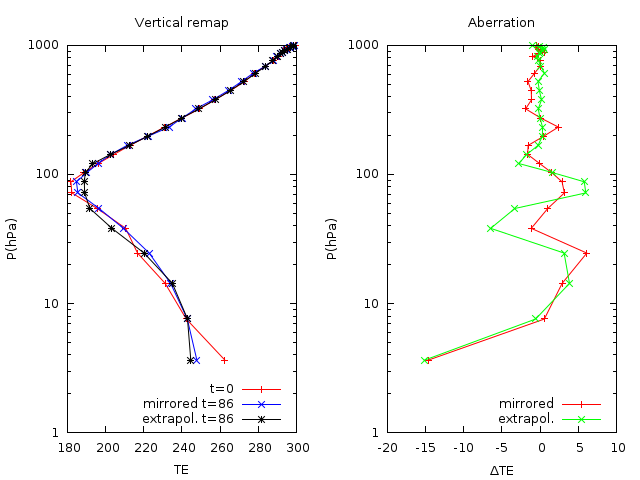 Vertical remap
1000
100
10
1
P(hPa)
t=0
mirrored t=86
extrapol. t=86
180 200 220 240 260 280 300
TE
Aberration
1000
100
10
1
P(hPa)
mirrored
extrapol.
-20 -15 -10 -5 0 5 10
ΔTE